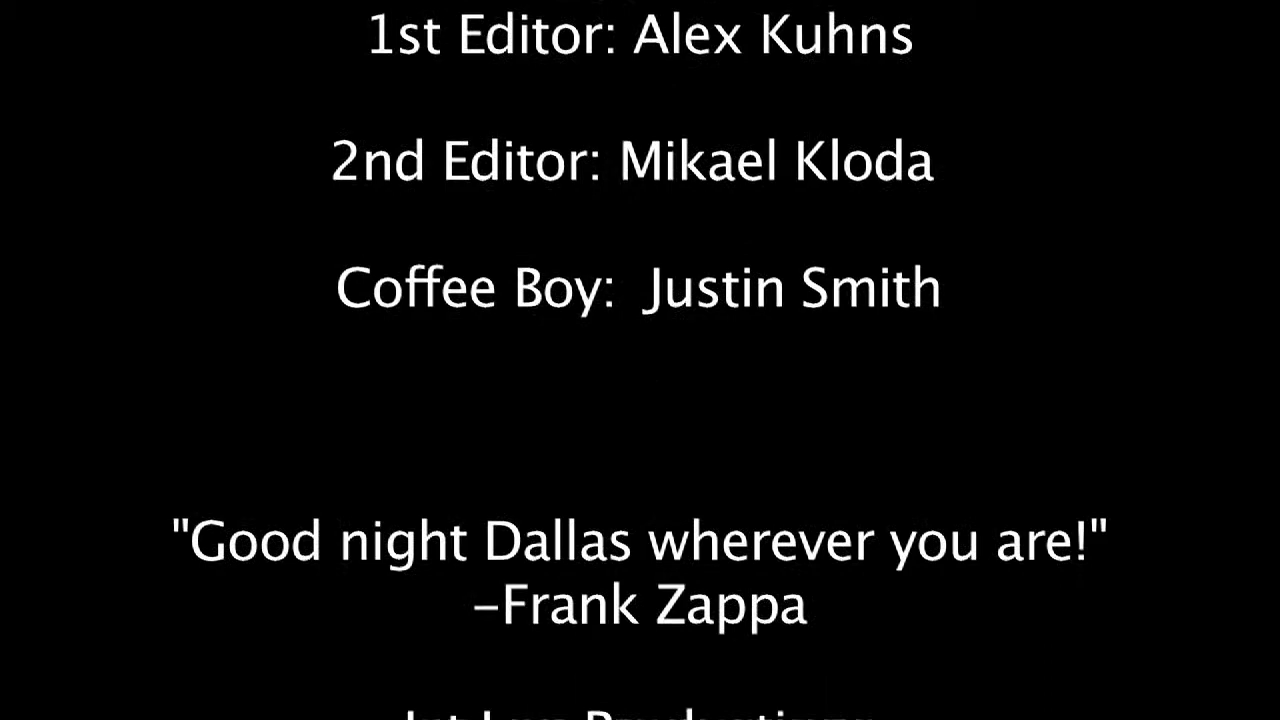 1st Editor: Alex Kuhns
2nd Editor: Mikael Kloda
Coffee Boy:  Justin Smith
"Good night Dallas wherever you are!"
-Frank Zappa